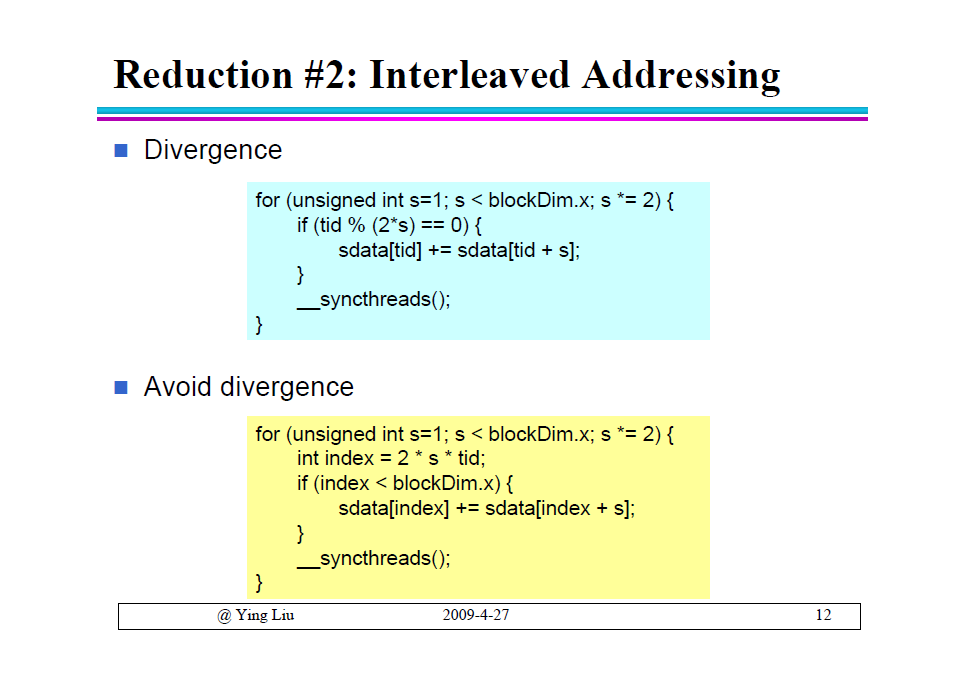 Reduction #2: Interleaved Addressing
Divergence
for (unsigned int s=1; s < blockDim.x; s *= 2) {
if (tid % (2*s) == 0) {
sdata[tid] += sdata[tid + s];
}
__syncthreads();
}
Avoid divergence
for (unsigned int s=1; s < blockDim.x; s *= 2) {
int index = 2 * s * tid;
if (index < blockDim.x) {
sdata[index] += sdata[index + s];
}
__syncthreads();
}
@ Ying Liu 2009-4-27 12